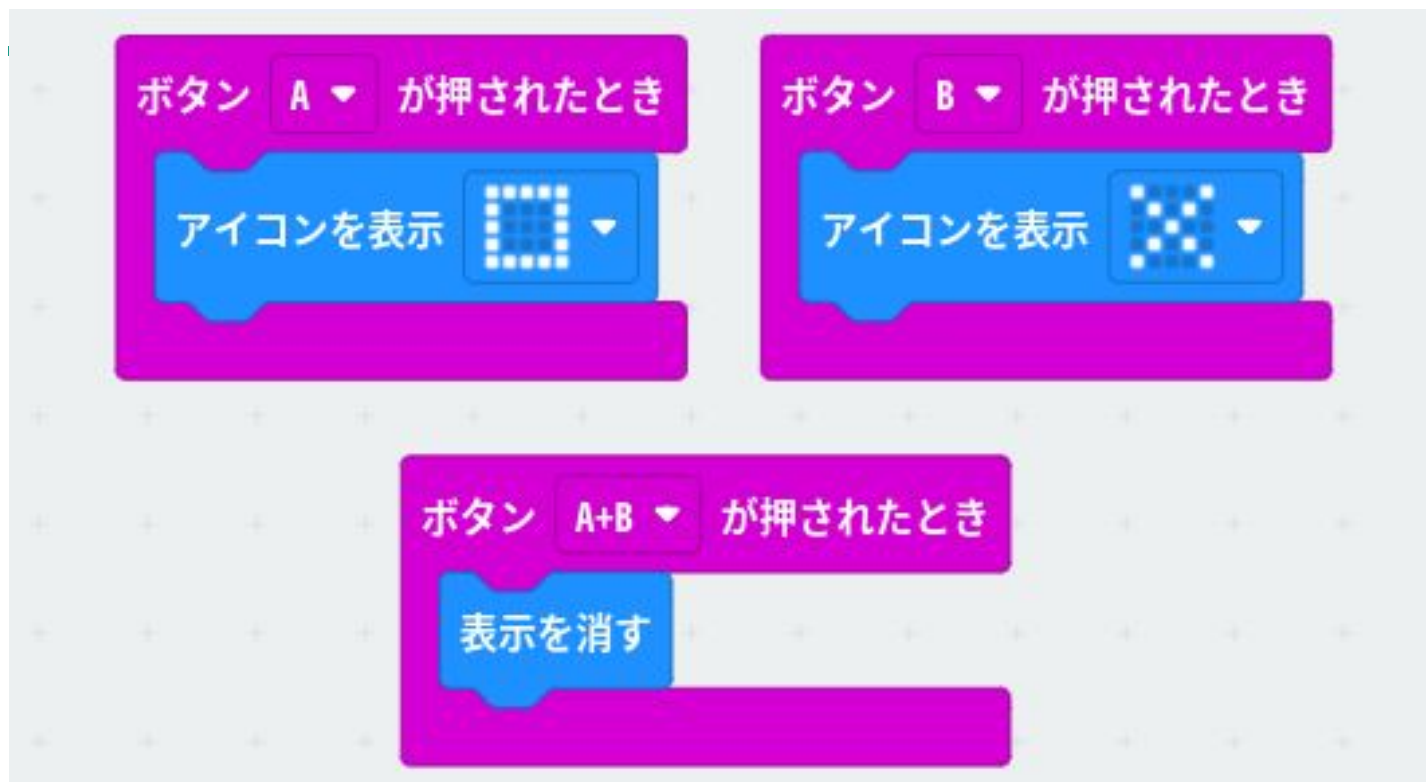 ボタン A が押されたとき
アイコンを表示
ボタン B が押されたとき
アイコンを表示
ボタン A+B が押されたとき
表示を消す